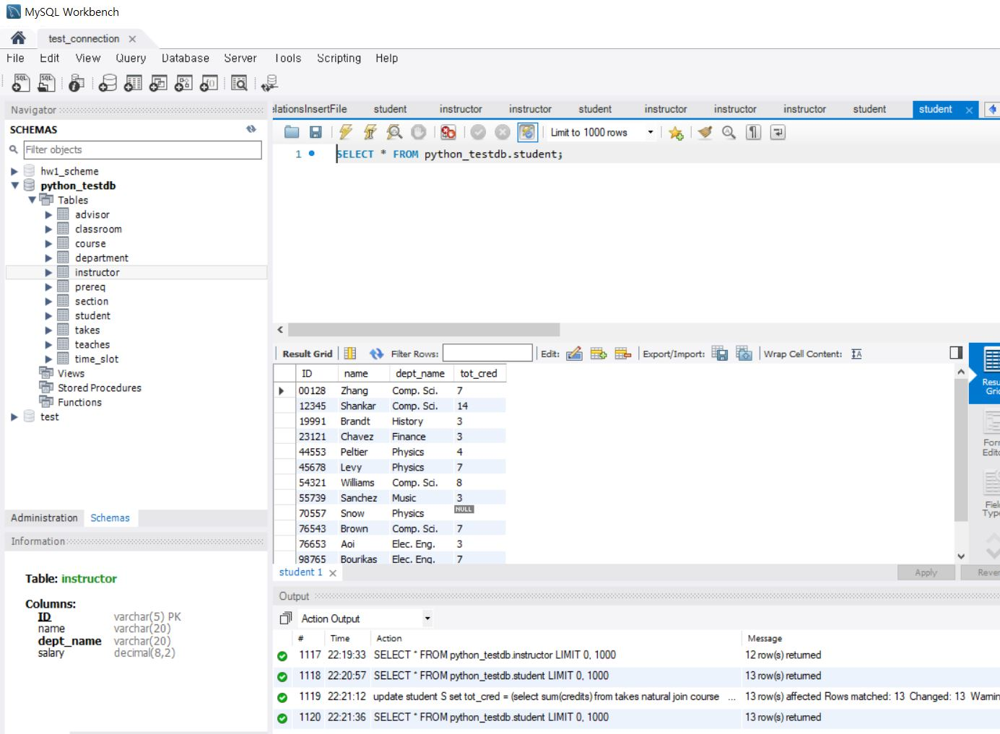 MySQL Workbench
test_connection
File Edit View Query Database Server Tools Scripting Help
Navigator
SCHEMAS
Filter objects
hw1_scheme
python_testdb
Tables
advisor
classroom
course
department
instructor
prereq
section
student
takes
teaches
time_slot
Views
Stored Procedures
Functions
test
Administration Schemas
Information
Table: instructor
Columns:
ID varchar(5) PK
name varchar(20)
dept_name varchar(20)
salary decimal(8,2)
lationsInsertFile student instructor instructor student instructor instructor instructor student student
Limit to 1000 rows
1 SELECT * FROM python_testdb.student;
Result Grid Filter Rows: Edit: Export/Import: Wrap Cell Content:
ID name dept_name tot_cred
00128 Zhang Comp. Sci. 7
12345 Shankar Comp. Sci. 14
19991 Brandt History 3
23121 Chavez Finance 3
44553 Peltier Physics 4
45678 Levy Physics 7
54321 Williams Comp. Sci. 8
55739 Sanchez Music 3
70557 Snow Physics NULL
76543 Brown Comp. Sci. 7
76653 Aoi Elec. Eng. 3
98765 Bourikas Elec. Eng. 7
Resu
Grid
Form
Edito
Field
Type
student 1
Apply Rever
Output
Action Output
# Time Action Message
1117 22:19:33 SELECT * FROM python_testdb.instructor LIMIT 0, 1000 12 row(s) returned
1118 22:20:57 SELECT * FROM python_testdb.student LIMIT 0, 1000 13 row(s) returned
1119 22:21:12 update student S set tot_cred = (select sum(credits) from takes natural join course ... 13 row(s) affected Rows matched: 13 Changed: 13 Warnin
1120 22:21:36 SELECT * FROM python_testdb.student LIMIT 0, 1000 13 row(s) returned